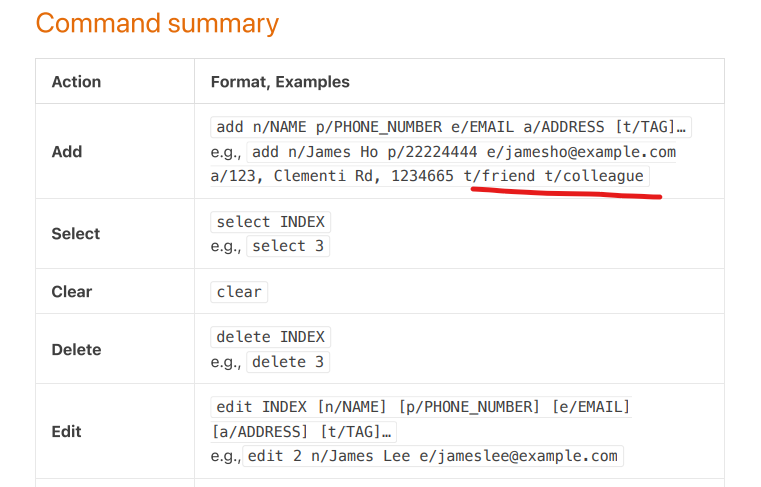 Command summary
Action
Format, Examples
Add
add n/NAME p/PHONE_NUMBER e/EMAIL a/ADDRESS [t/TAG]…
e.g., add n/James Ho p/22224444 e/jamesho@example.com
a/123, Clementi Rd, 1234665 t/friend t/colleague
Select
select INDEX
e.g., select 3
Clear
clear
Delete
delete INDEX
e.g., delete 3
Edit
edit INDEX [n/NAME] [p/PHONE_NUMBER] [e/EMAIL]
[a/ADDRESS] [t/TAG]…
e.g., edit 2 n/James Lee e/jameslee@example.com